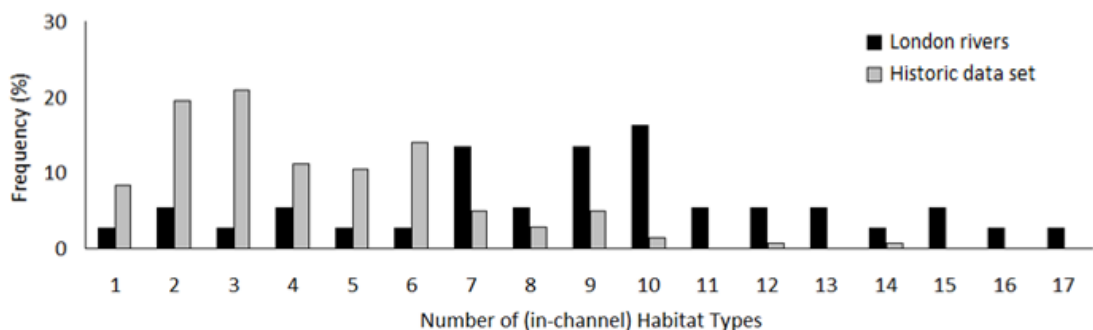 30
London rivers
Historic data set
20
10
0
Frequency (%)
1 2 3 4 5 6 7 8 9 10 11 12 13 14 15 16 17
Number of (in-channel) Habitat Types